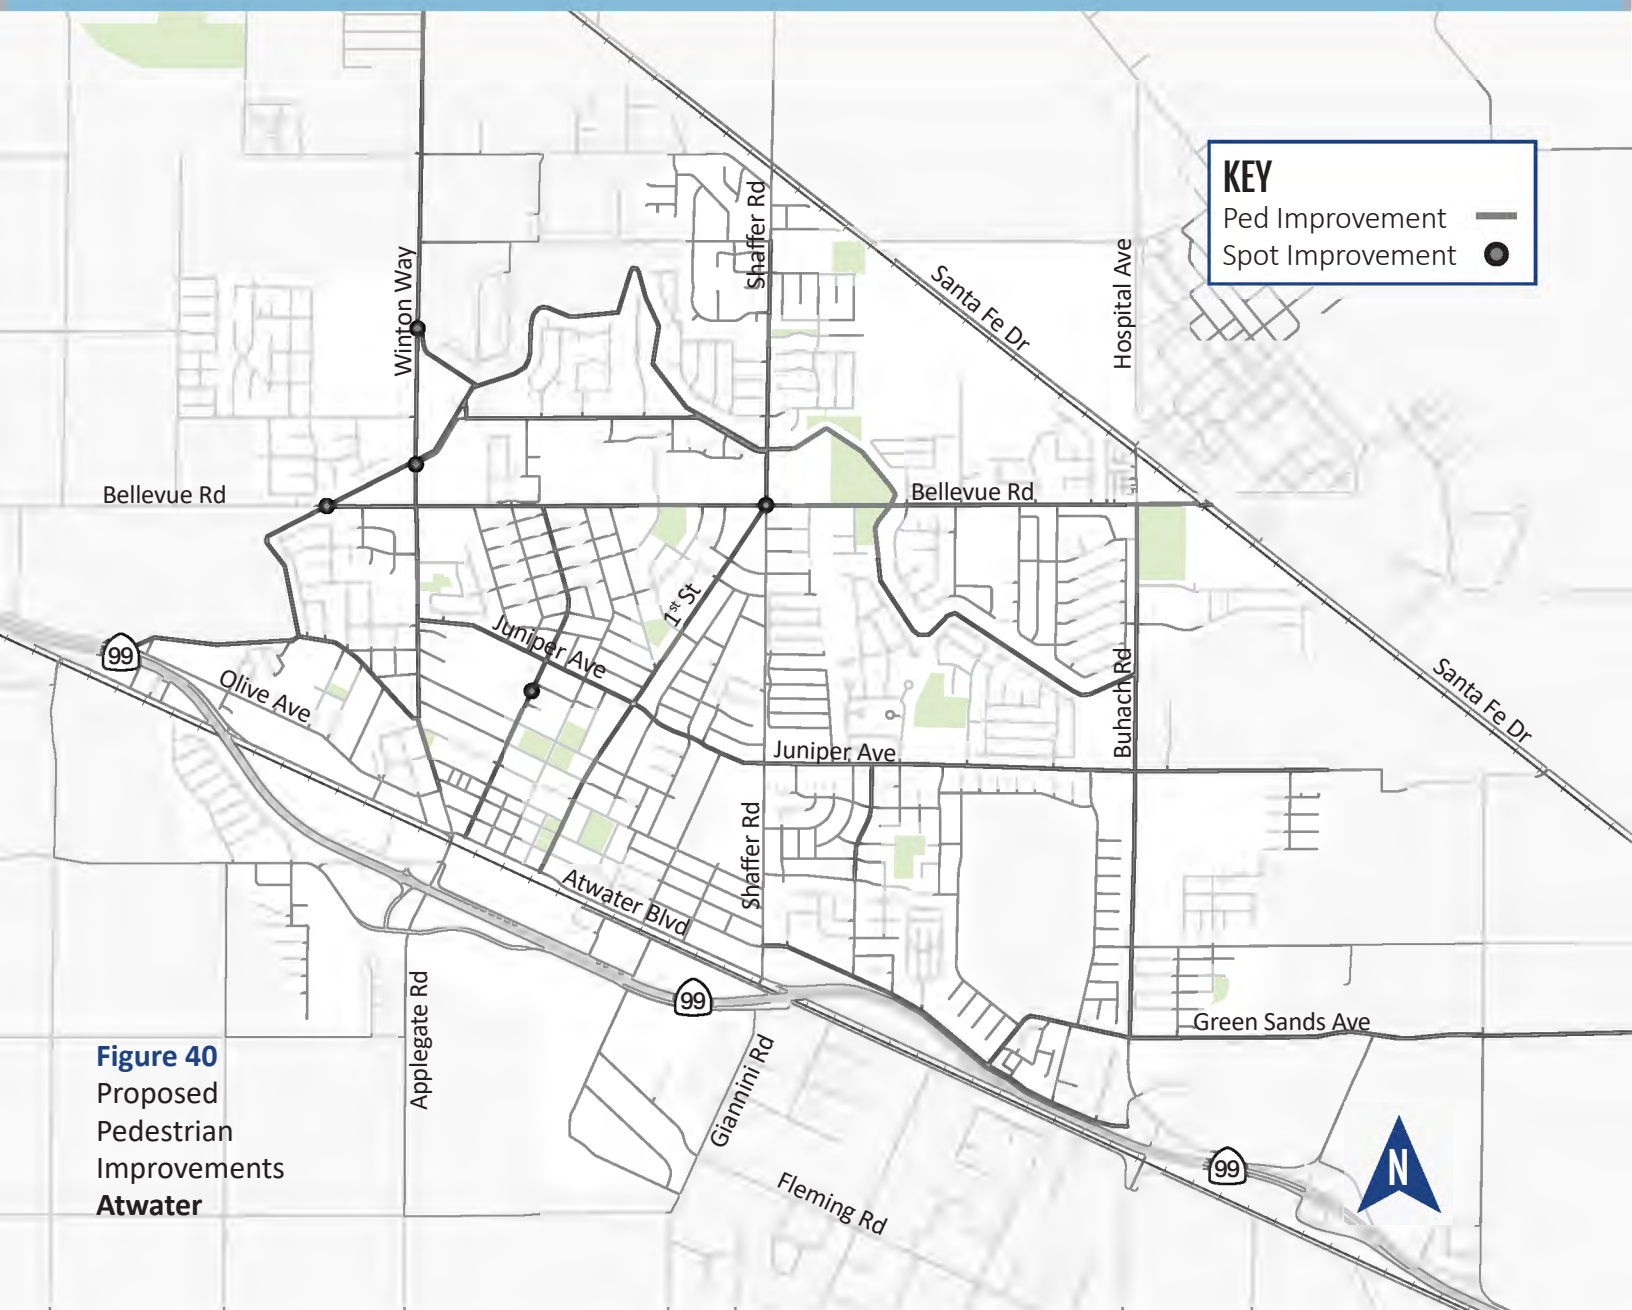 KEY
Ped Improvement
Spot Improvement
Shaffer Rd
Winton Way
Santa Fe Dr
Hospital Ave
Bellevue Rd
Bellevue Rd
1st St
Juniper Ave
99
Olive Ave
Buhach Rd
Santa Fe Dr
Juniper Ave
Shaffer Rd
Atwater Blvd
Applegate Rd
99
Green Sands Ave
Giannini Rd
Figure 40
Proposed
Pedestrian
Improvements
Atwater
Fleming Rd
99
N